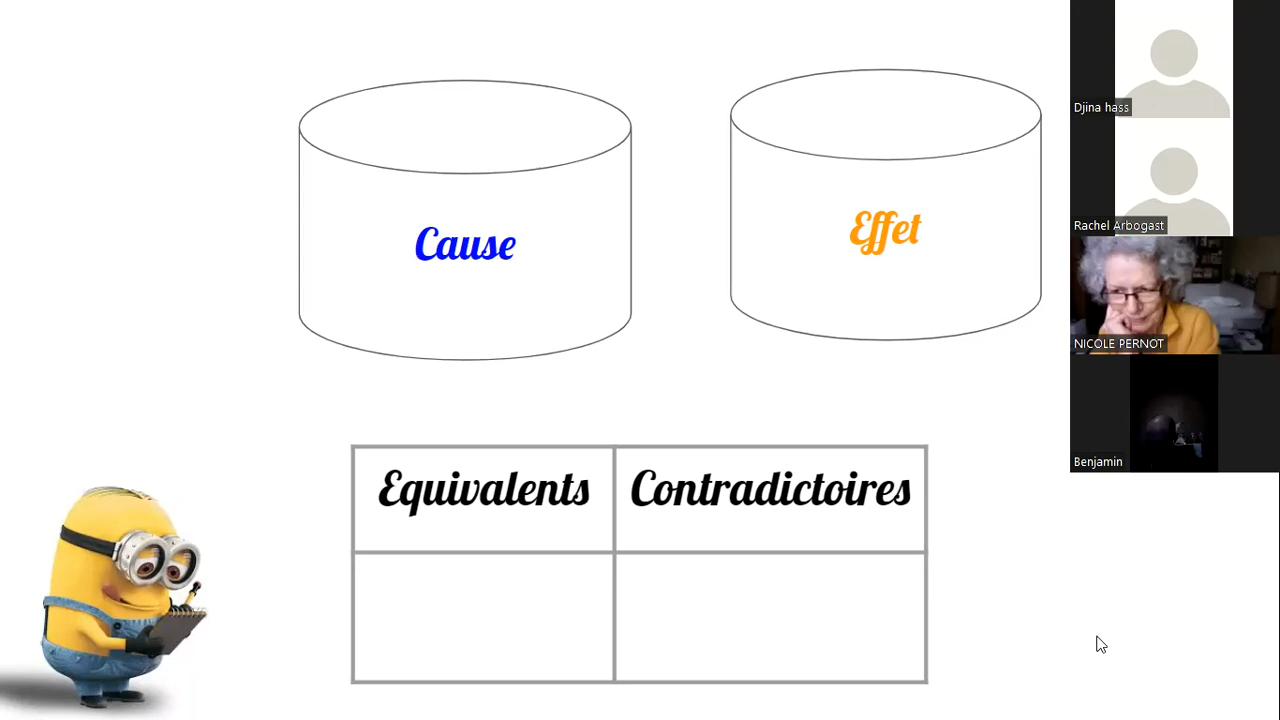 Cause
Effet
Equivalents
Contradictoires
Djina hass
Rachel Arbogast
NICOLE PERNOT
Benjamin